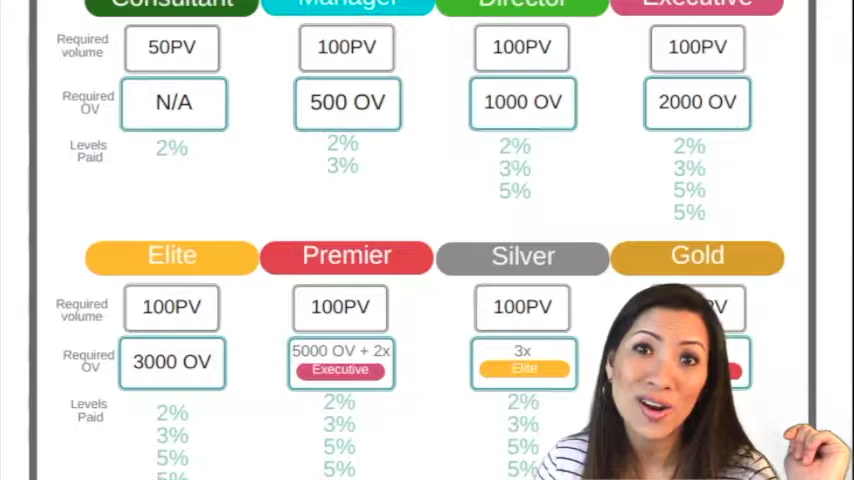 Consultant Manager Director Executive
Required volume 50PV 100PV 100PV 100PV
Required OV N/A 500 OV 1000 OV 2000 OV
Levels Paid 2% 2% 2% 2%
3% 3% 3%
5% 5%
5%
Elite Premier Silver Gold
Required volume 100PV 100PV 100PV PV
Required OV 3000 OV 5000 OV + 2x 3x
Executive Elite
Levels Paid 2% 2% 2%
3% 3% 3%
5% 5% 5%
5% 5% 5%